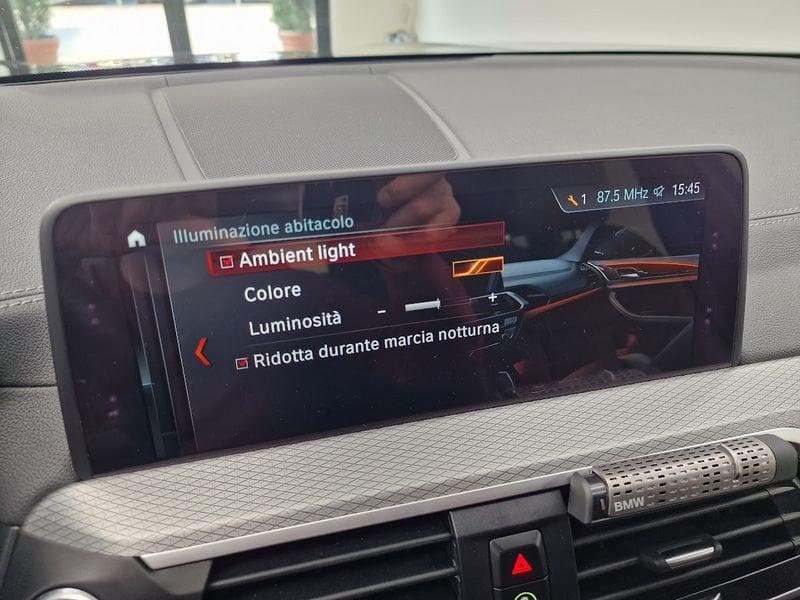 1 87.5 MHz 15:45
Illuminazione abitacolo
Ambient light
Colore
Luminosità - +
Ridotta durante marcia notturna
BMW